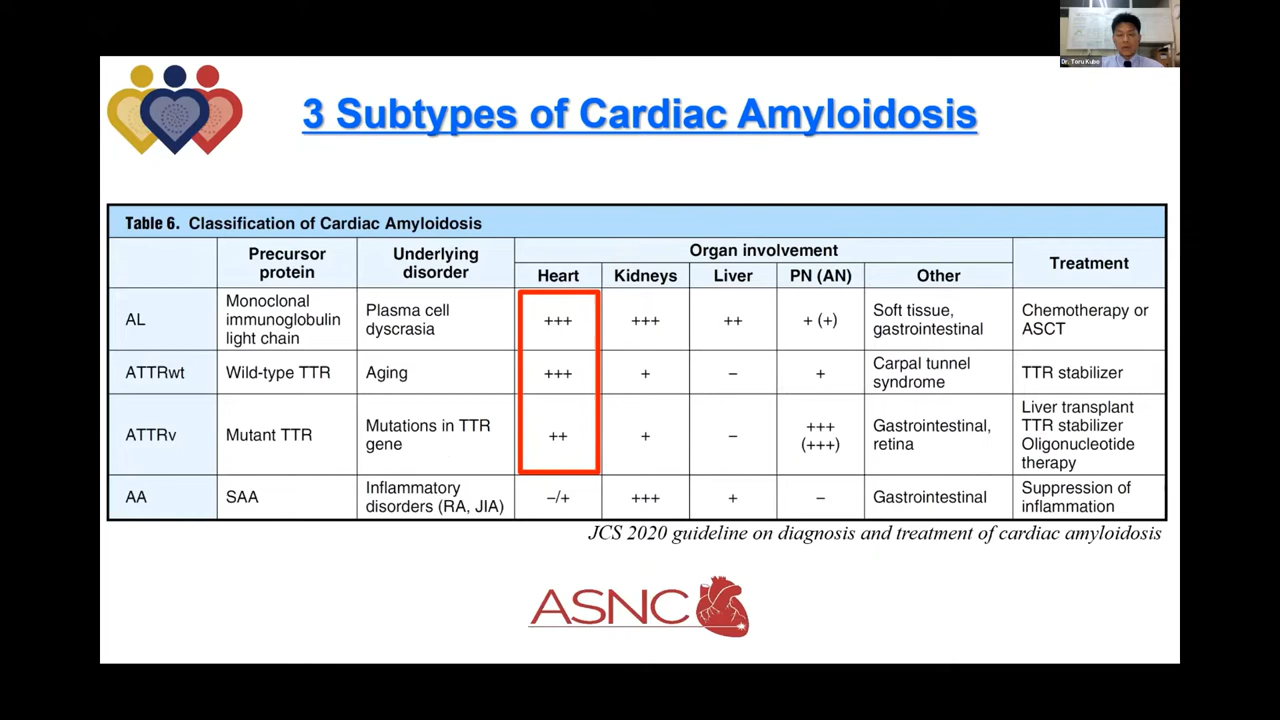 Dr. Toru Kubo
3 Subtypes of Cardiac Amyloidosis
Table 6. Classification of Cardiac Amyloidosis
Precursor protein Underlying disorder Organ involvement Treatment
Heart Kidneys Liver PN (AN) Other
AL Monoclonal immunoglobulin light chain Plasma cell dyscrasia +++ +++ ++ + (+) Soft tissue, gastrointestinal Chemotherapy or ASCT
ATTRwt Wild-type TTR Aging +++ + – + Carpal tunnel syndrome TTR stabilizer
ATTRv Mutant TTR Mutations in TTR gene ++ + – +++ (+++) Gastrointestinal, retina Liver transplant TTR stabilizer Oligonucleotide therapy
AA SAA Inflammatory disorders (RA, JIA) –/+ +++ + – Gastrointestinal Suppression of inflammation
JCS 2020 guideline on diagnosis and treatment of cardiac amyloidosis
ASNC